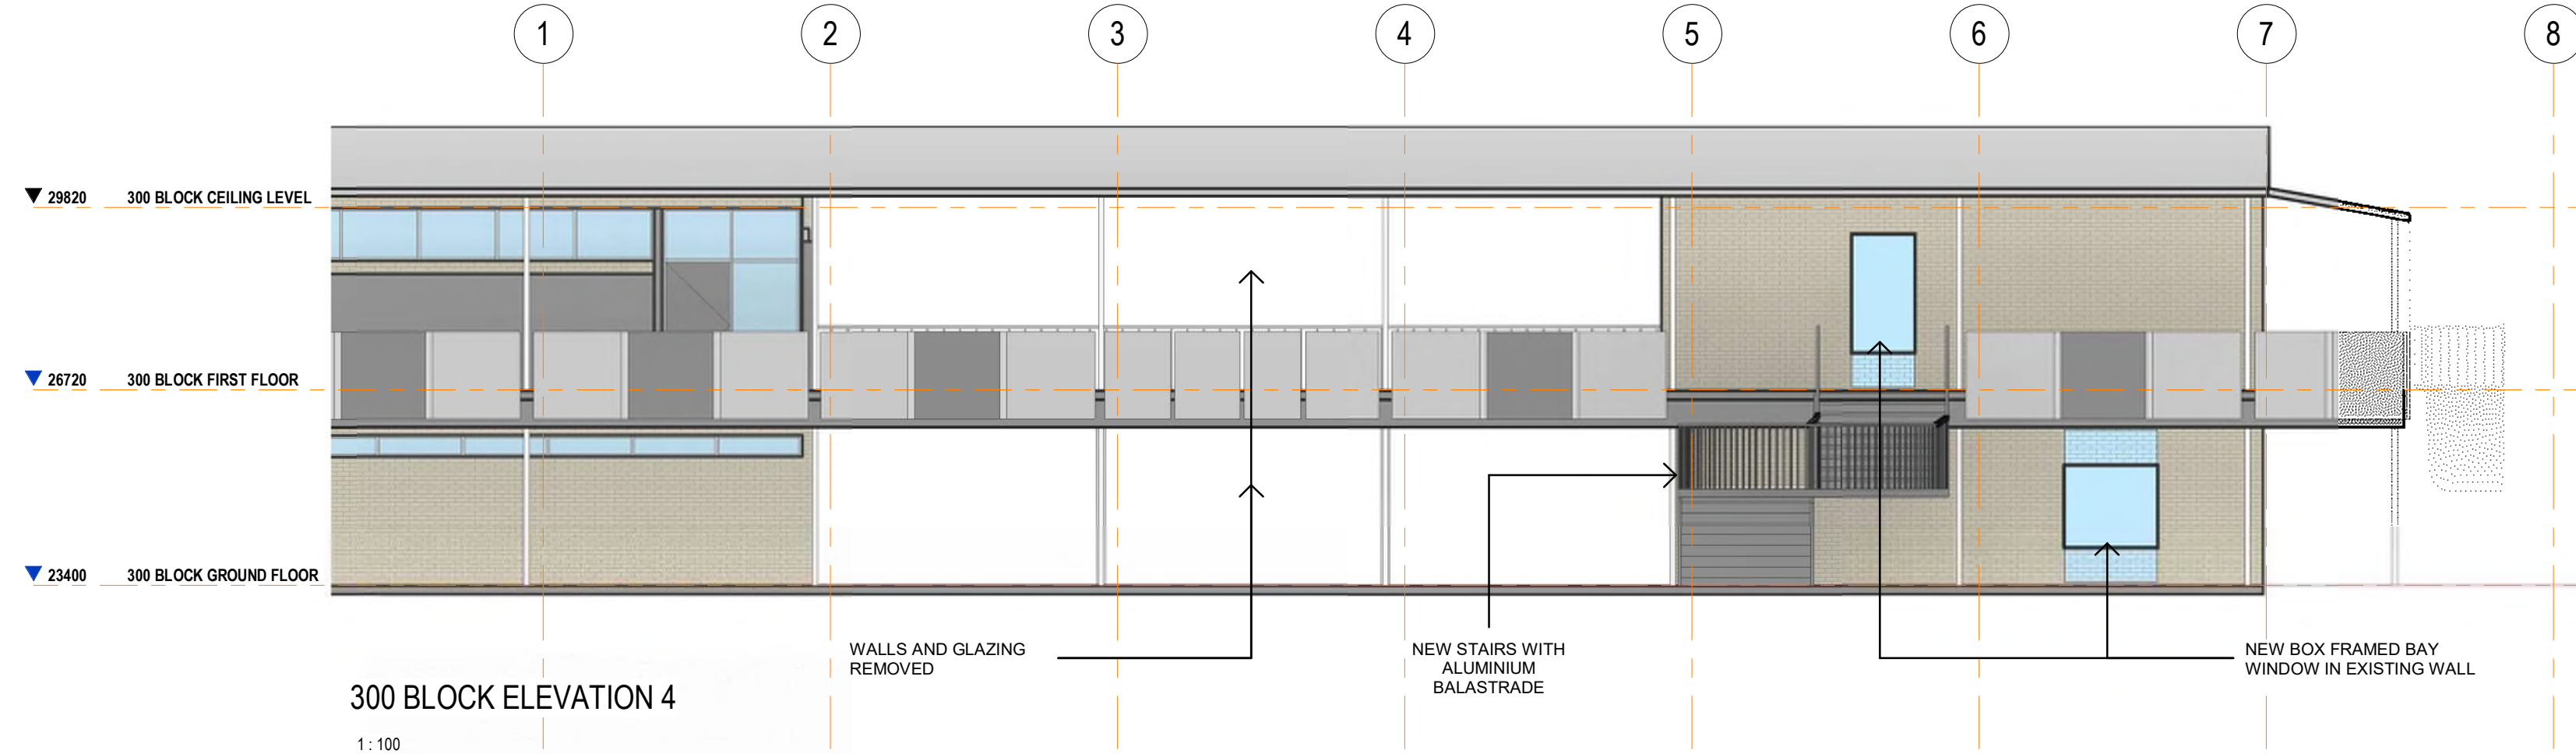 1 2 3 4 5 6 7 8
29820 300 BLOCK CEILING LEVEL
26720 300 BLOCK FIRST FLOOR
23400 300 BLOCK GROUND FLOOR
WALLS AND GLAZING
REMOVED
NEW STAIRS WITH
ALUMINIUM
BALASTRADE
NEW BOX FRAMED BAY
WINDOW IN EXISTING WALL
300 BLOCK ELEVATION 4
1 : 100